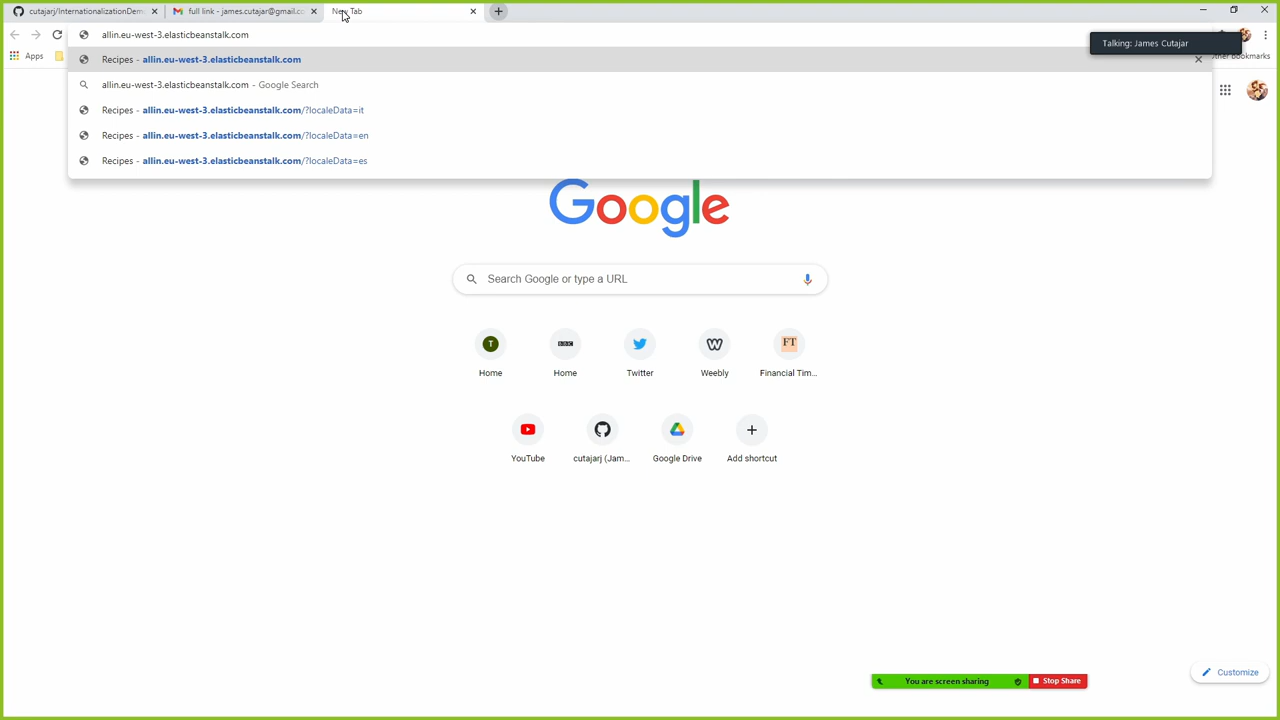 cutajarj/InternationalizationDem
full link - james.cutajar@gmail.co
New Tab
allin.eu-west-3.elasticbeanstalk.com
Talking: James Cutajar
Apps
Other bookmarks
Recipes - allin.eu-west-3.elasticbeanstalk.com
allin.eu-west-3.elasticbeanstalk.com - Google Search
Recipes - allin.eu-west-3.elasticbeanstalk.com/?localeData=it
Recipes - allin.eu-west-3.elasticbeanstalk.com/?localeData=en
Recipes - allin.eu-west-3.elasticbeanstalk.com/?localeData=es
Google
Search Google or type a URL
T
BBC
FT
Home
Home
Twitter
Weebly
Financial Tim...
YouTube
cutajarj (Jam...
Google Drive
Add shortcut
Customize
You are screen sharing
Stop Share